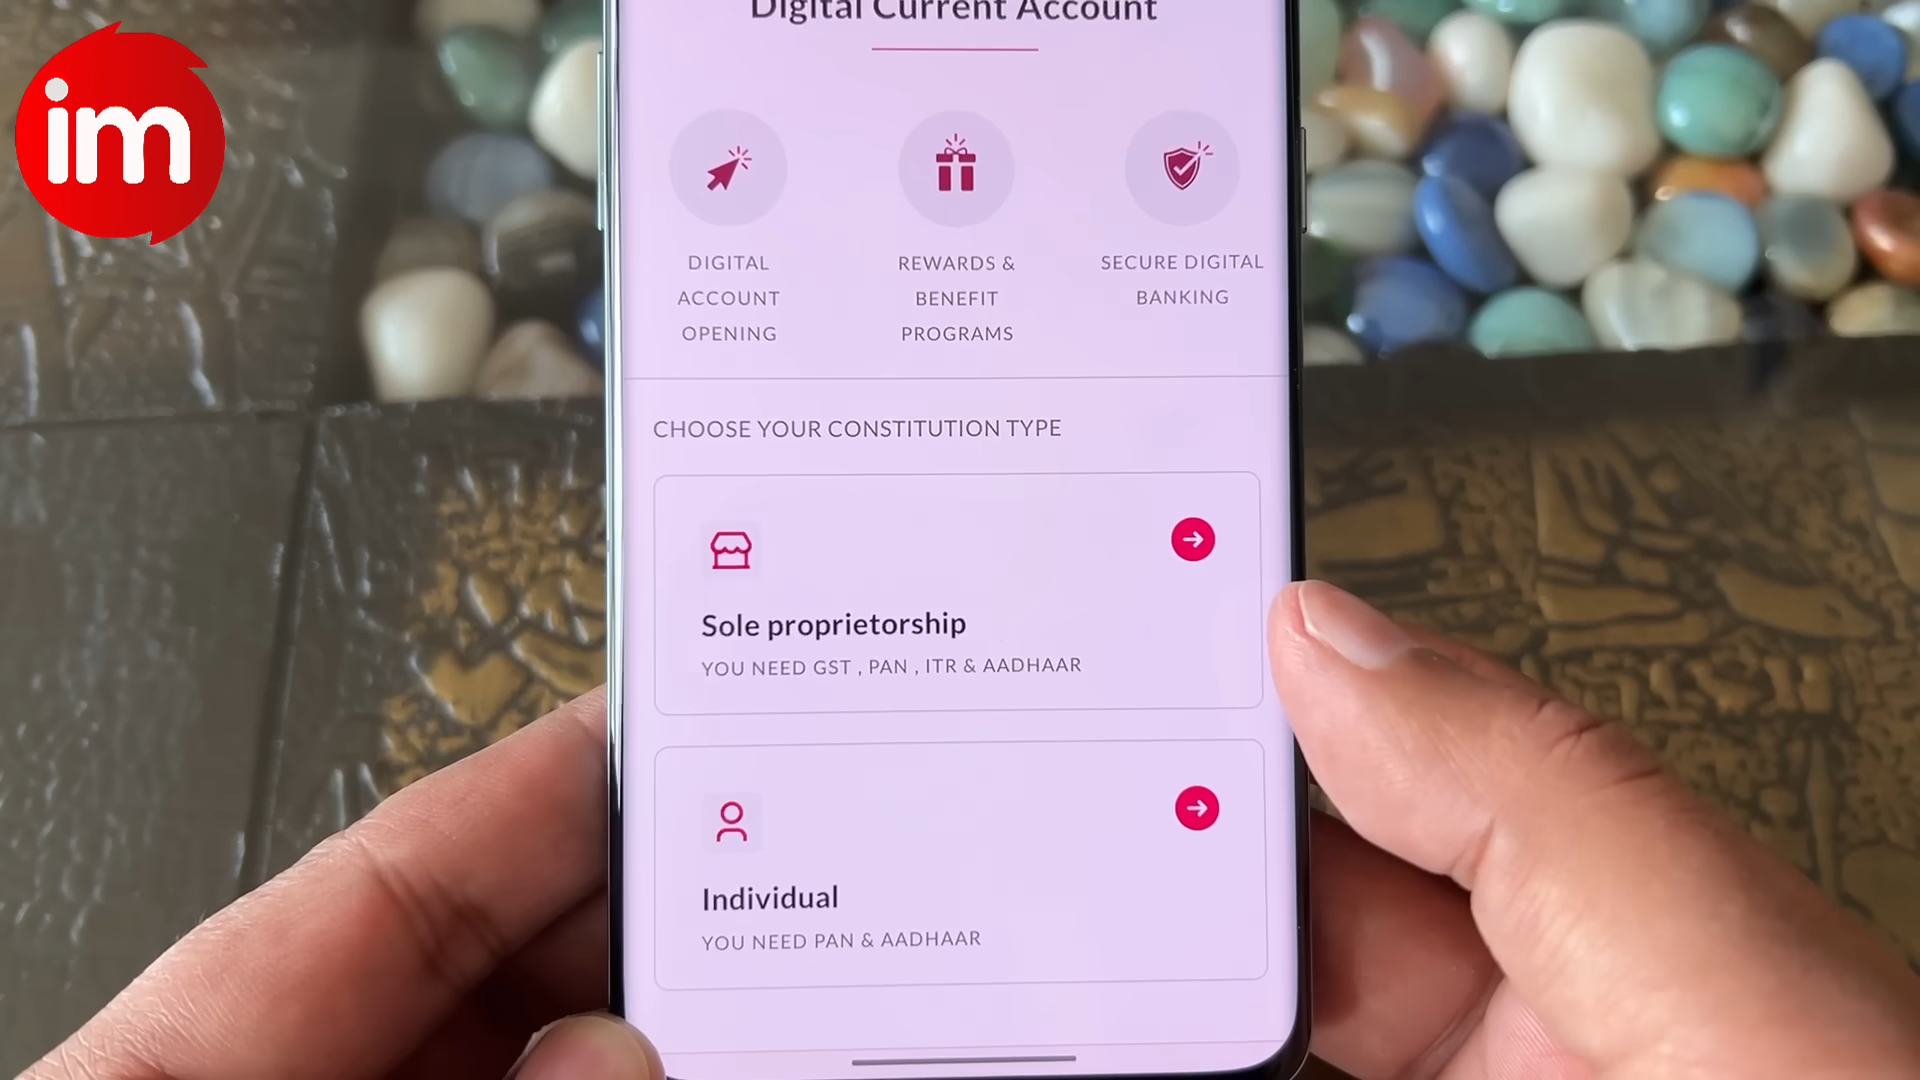 im
Digital Current Account
DIGITAL
ACCOUNT
OPENING
REWARDS &
BENEFIT
PROGRAMS
SECURE DIGITAL
BANKING
CHOOSE YOUR CONSTITUTION TYPE
Sole proprietorship
YOU NEED GST , PAN , ITR & AADHAAR
Individual
YOU NEED PAN & AADHAAR